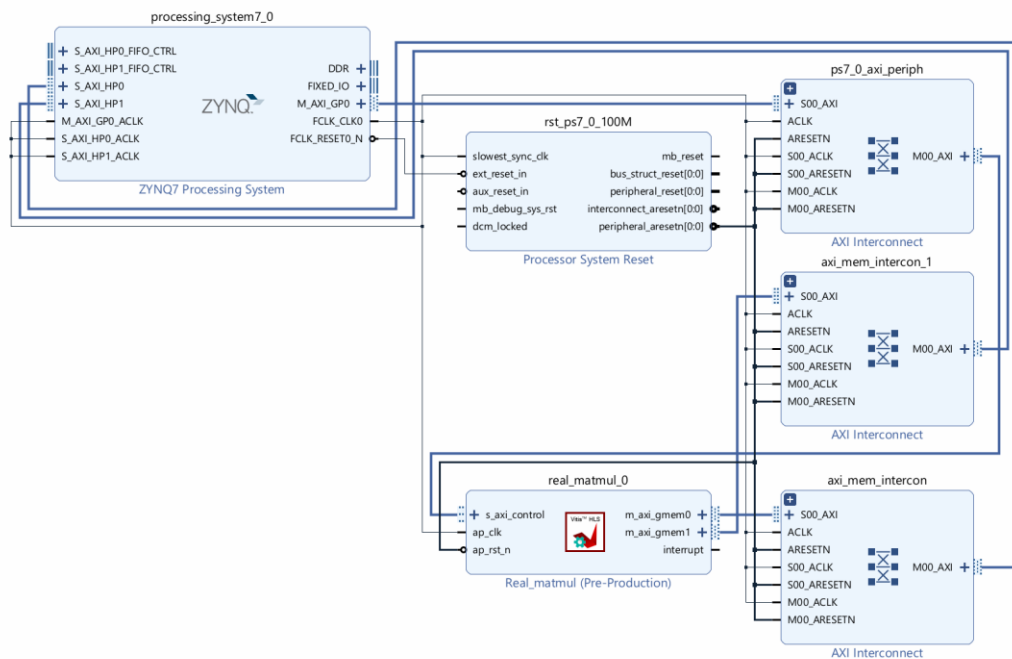 processing_system7_0
S_AXI_HP0_FIFO_CTRL
S_AXI_HP1_FIFO_CTRL
S_AXI_HP0
S_AXI_HP1
M_AXI_GP0_ACLK
S_AXI_HP0_ACLK
S_AXI_HP1_ACLK
ZYNQ
DDR
FIXED_IO
M_AXI_GP0
FCLK_CLK0
FCLK_RESET0_N
ZYNQ7 Processing System
rst_ps7_0_100M
slowest_sync_clk
ext_reset_in
aux_reset_in
mb_debug_sys_rst
dcm_locked
mb_reset
bus_struct_reset[0:0]
peripheral_reset[0:0]
interconnect_aresetn[0:0]
peripheral_aresetn[0:0]
Processor System Reset
ps7_0_axi_periph
S00_AXI
ACLK
ARESETN
S00_ACLK
S00_ARESETN
M00_ACLK
M00_ARESETN
M00_AXI
AXI Interconnect
axi_mem_intercon_1
S00_AXI
ACLK
ARESETN
S00_ACLK
S00_ARESETN
M00_ACLK
M00_ARESETN
M00_AXI
AXI Interconnect
real_matmul_0
s_axi_control
ap_clk
ap_rst_n
Vitis™ HLS
m_axi_gmem0
m_axi_gmem1
interrupt
Real_matmul (Pre-Production)
axi_mem_intercon
S00_AXI
ACLK
ARESETN
S00_ACLK
S00_ARESETN
M00_ACLK
M00_ARESETN
M00_AXI
AXI Interconnect